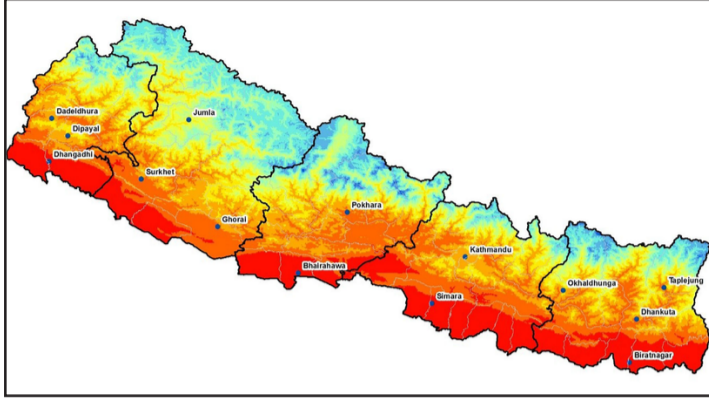 Dadeldhura
Jumla
Dipayal
Dhangadhi
Surkhet
Pokhara
Ghorai
Kathmandu
Bhairahawa
Taplejung
Okhaldhunga
Simara
Dhankuta
Biratnagar